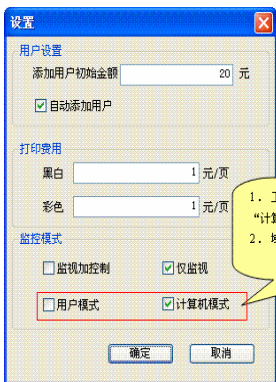 设置
用户设置
添加用户初始金额 20 元
自动添加用户
打印费用
黑白 1 元/页
彩色 1 元/页
监控模式
监视加控制 仅监视
用户模式 计算机模式
确定 取消
1.
“计算
2.